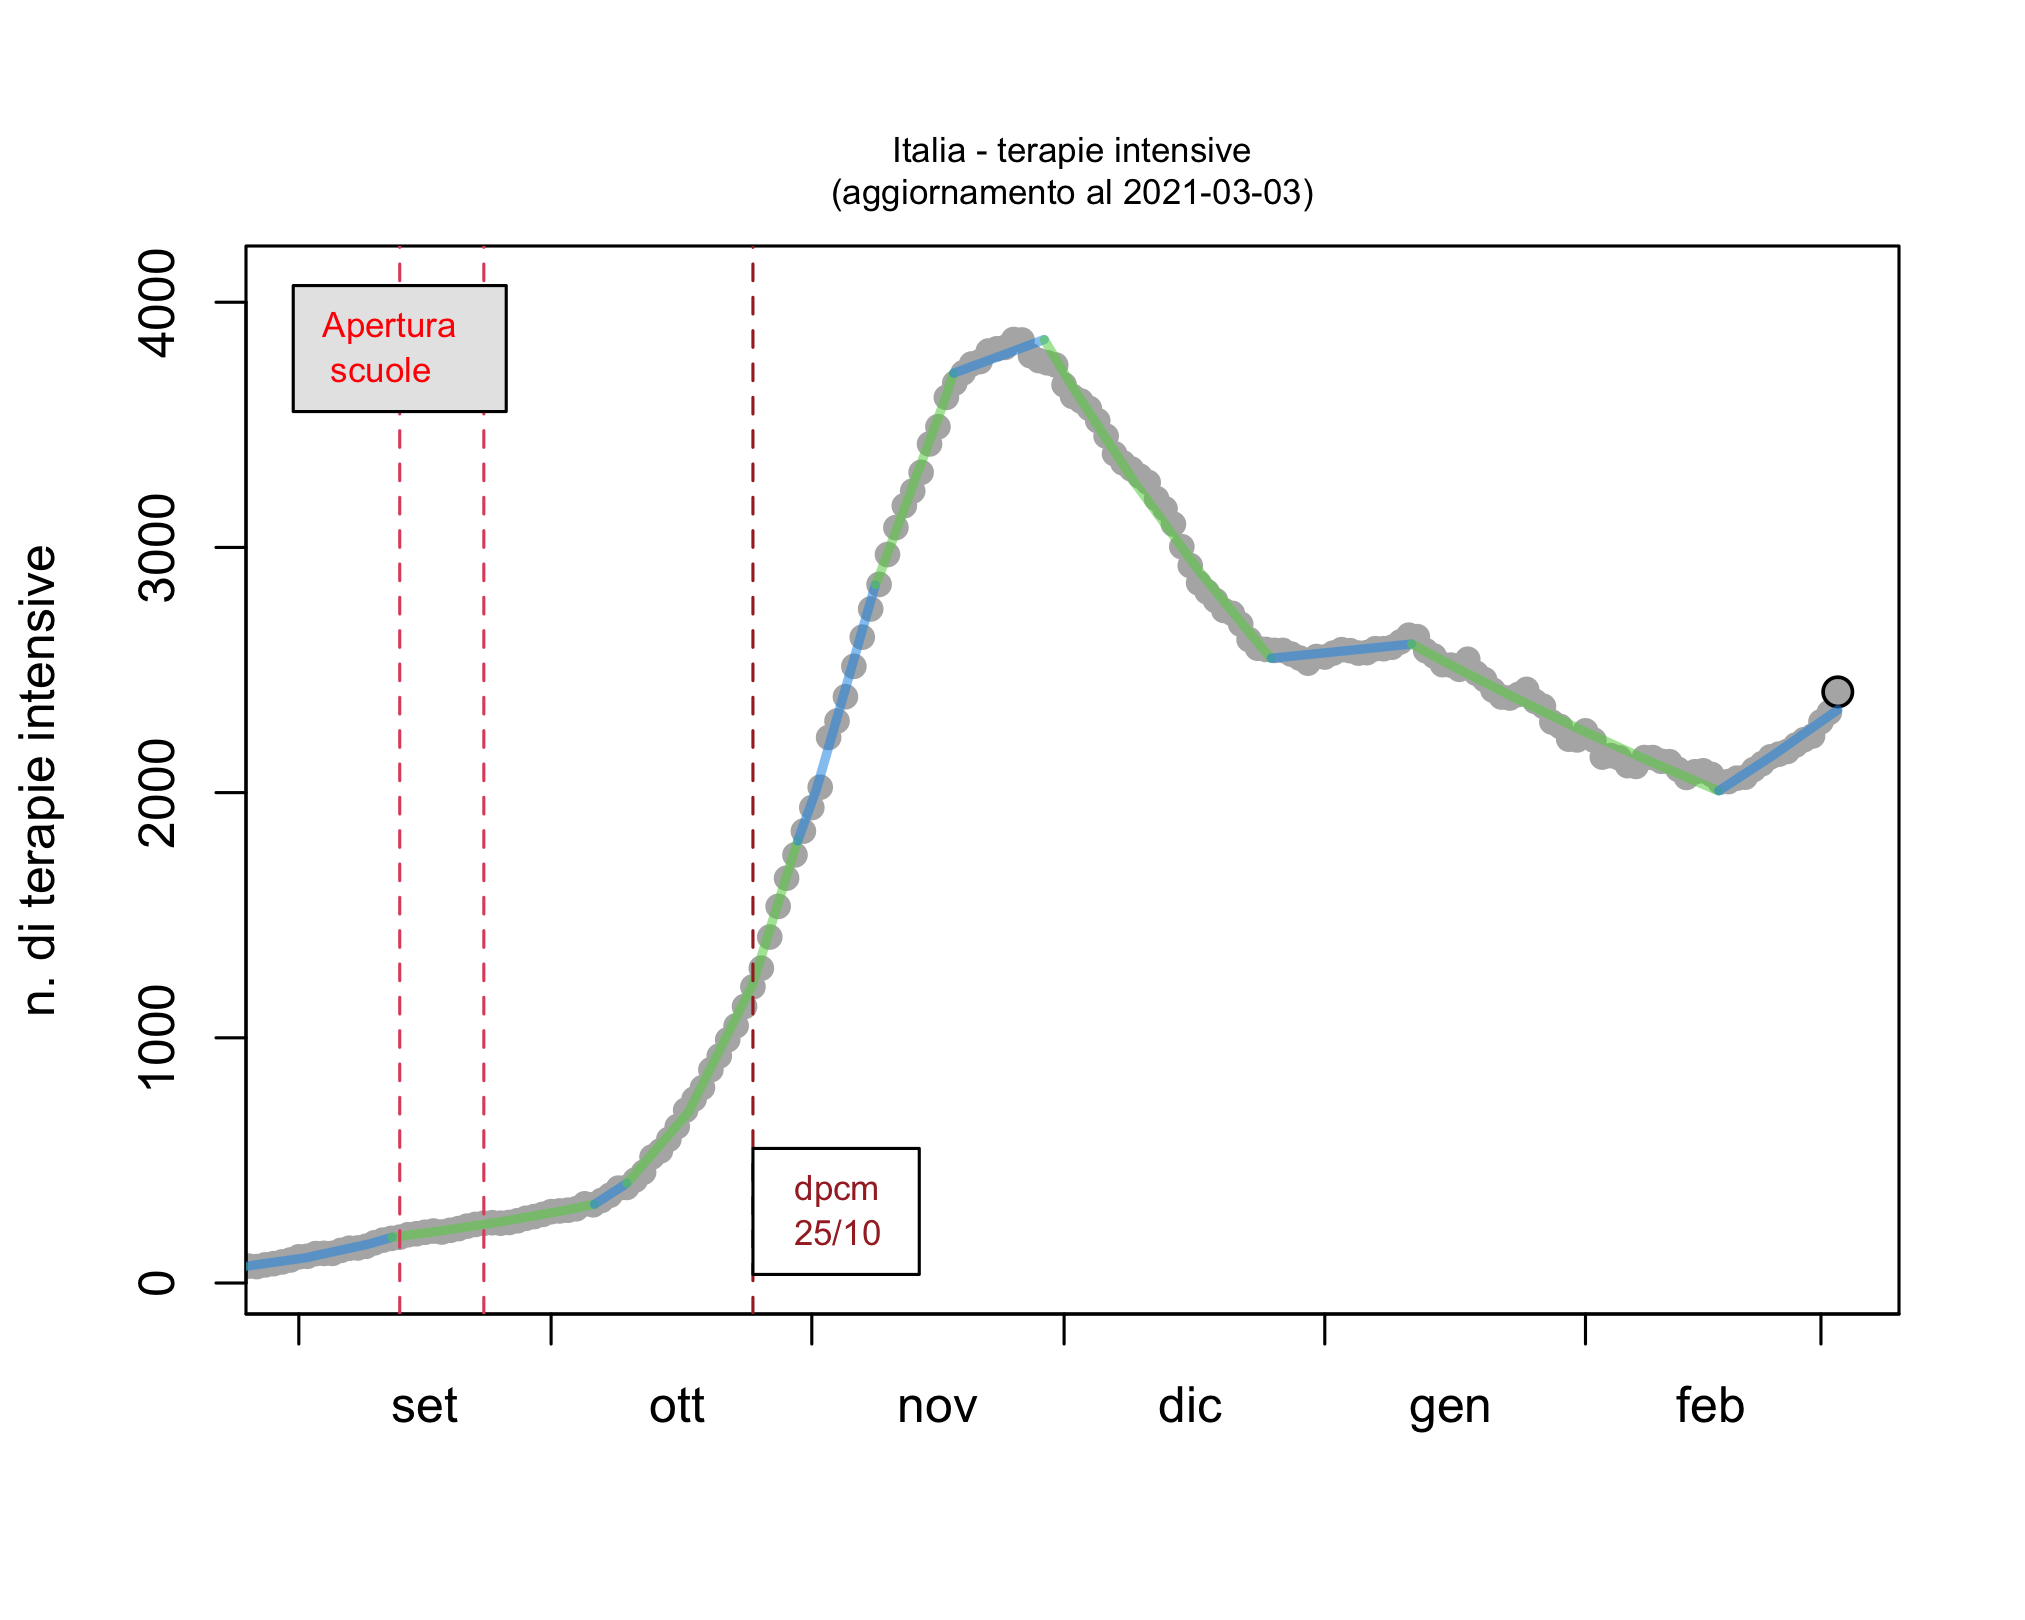 Italia - terapie intensive
(aggiornamento al 2021-03-03)
n. di terapie intensive
4000
3000
2000
1000
0
Apertura
scuole
dpcm
25/10
set
ott
nov
dic
gen
feb